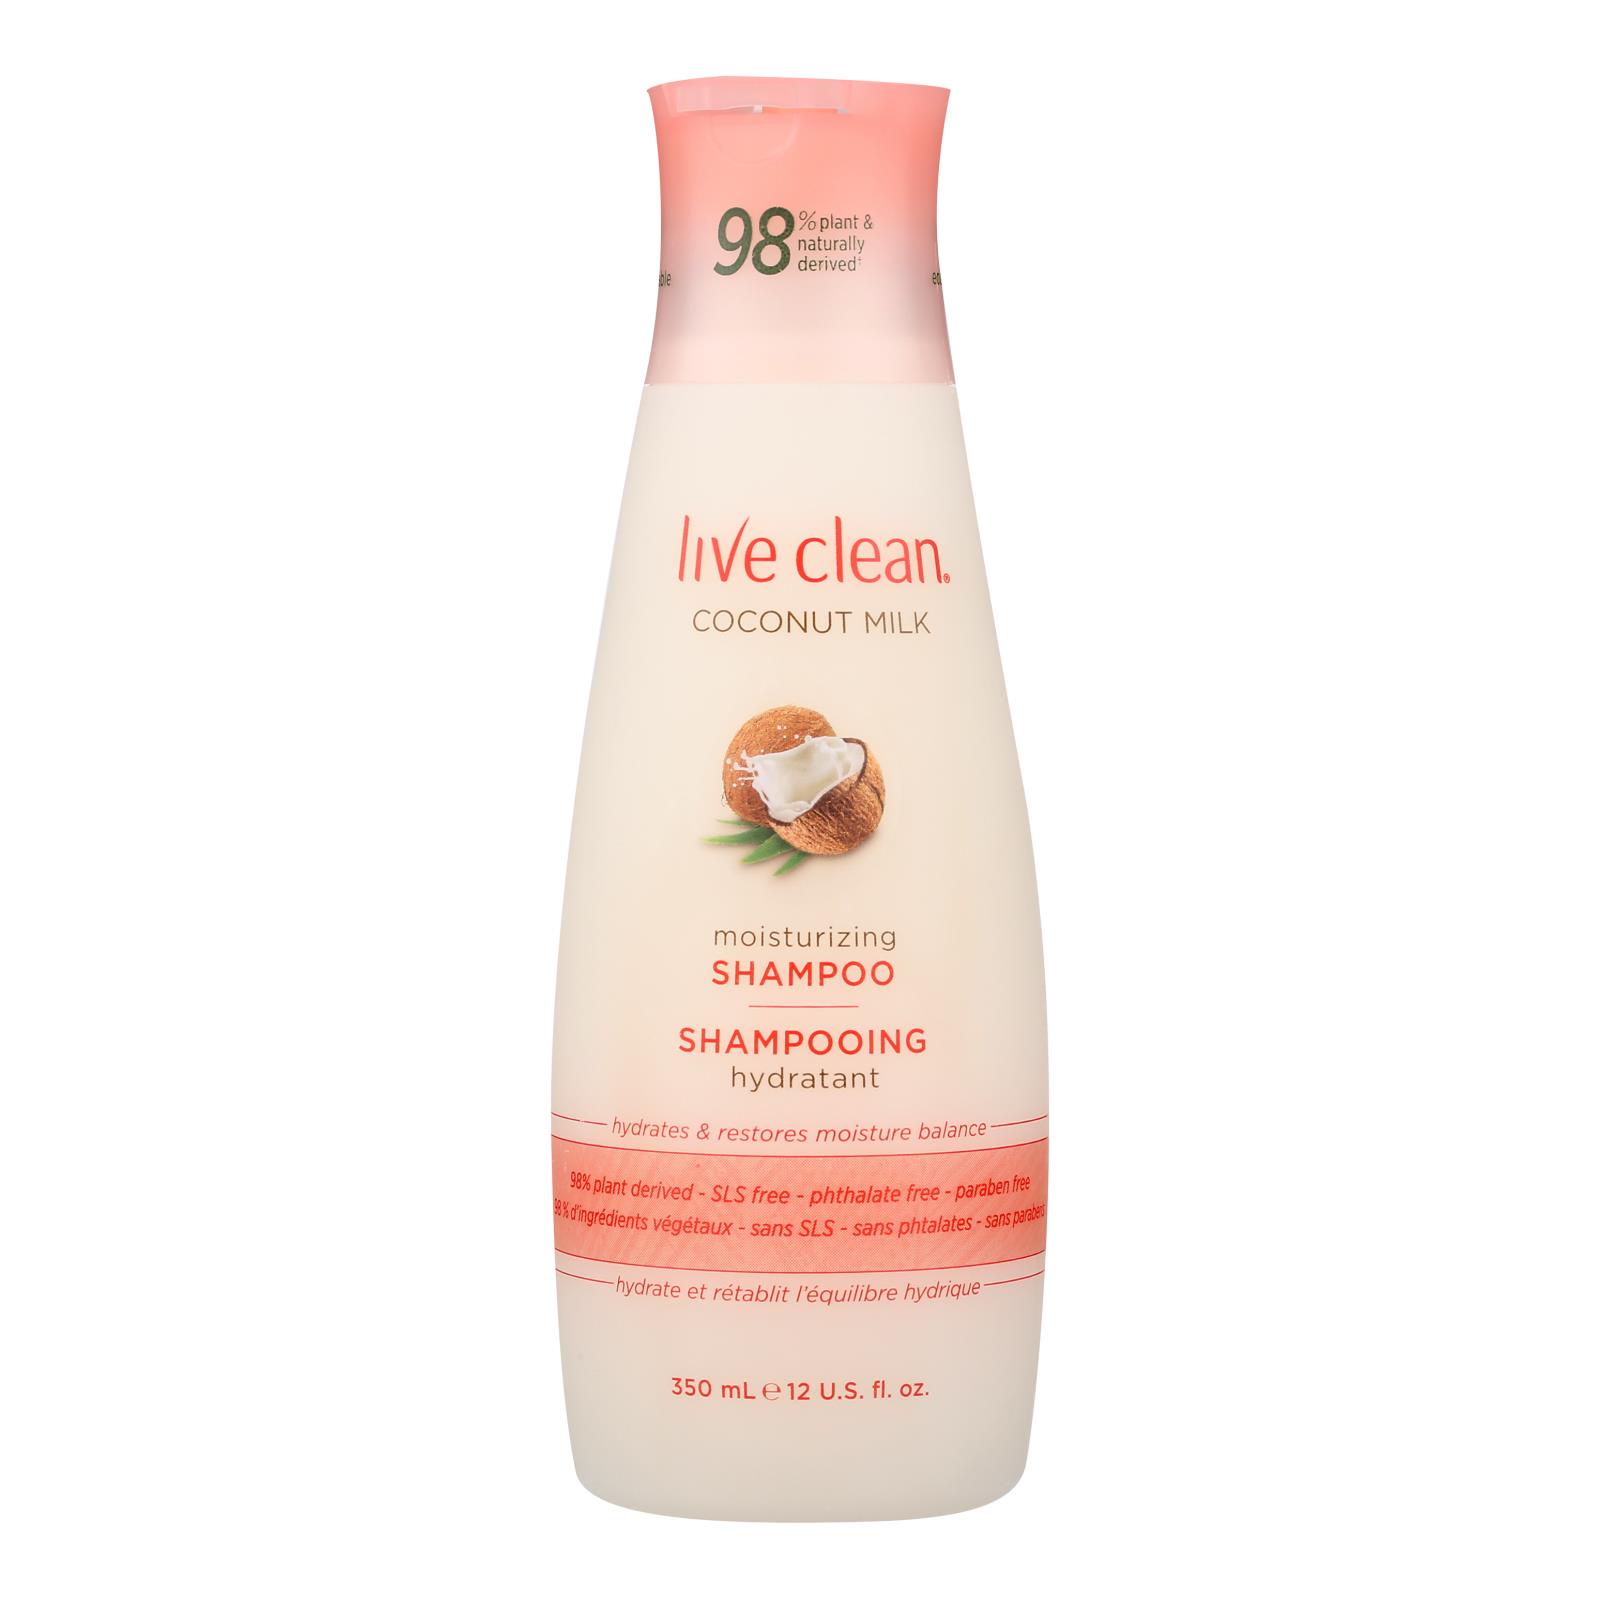 98% plant &
naturally
derived‡
live clean®
COCONUT MILK
moisturizing
SHAMPOO
SHAMPOOING
hydratant
hydrates & restores moisture balance
98% plant derived - SLS free - phthalate free - paraben free
98 % d'ingrédients végétaux - sans SLS - sans phtalates - sans parabens
hydrate et rétablit l'équilibre hydrique
350 mL ℮ 12 U.S. fl. oz.